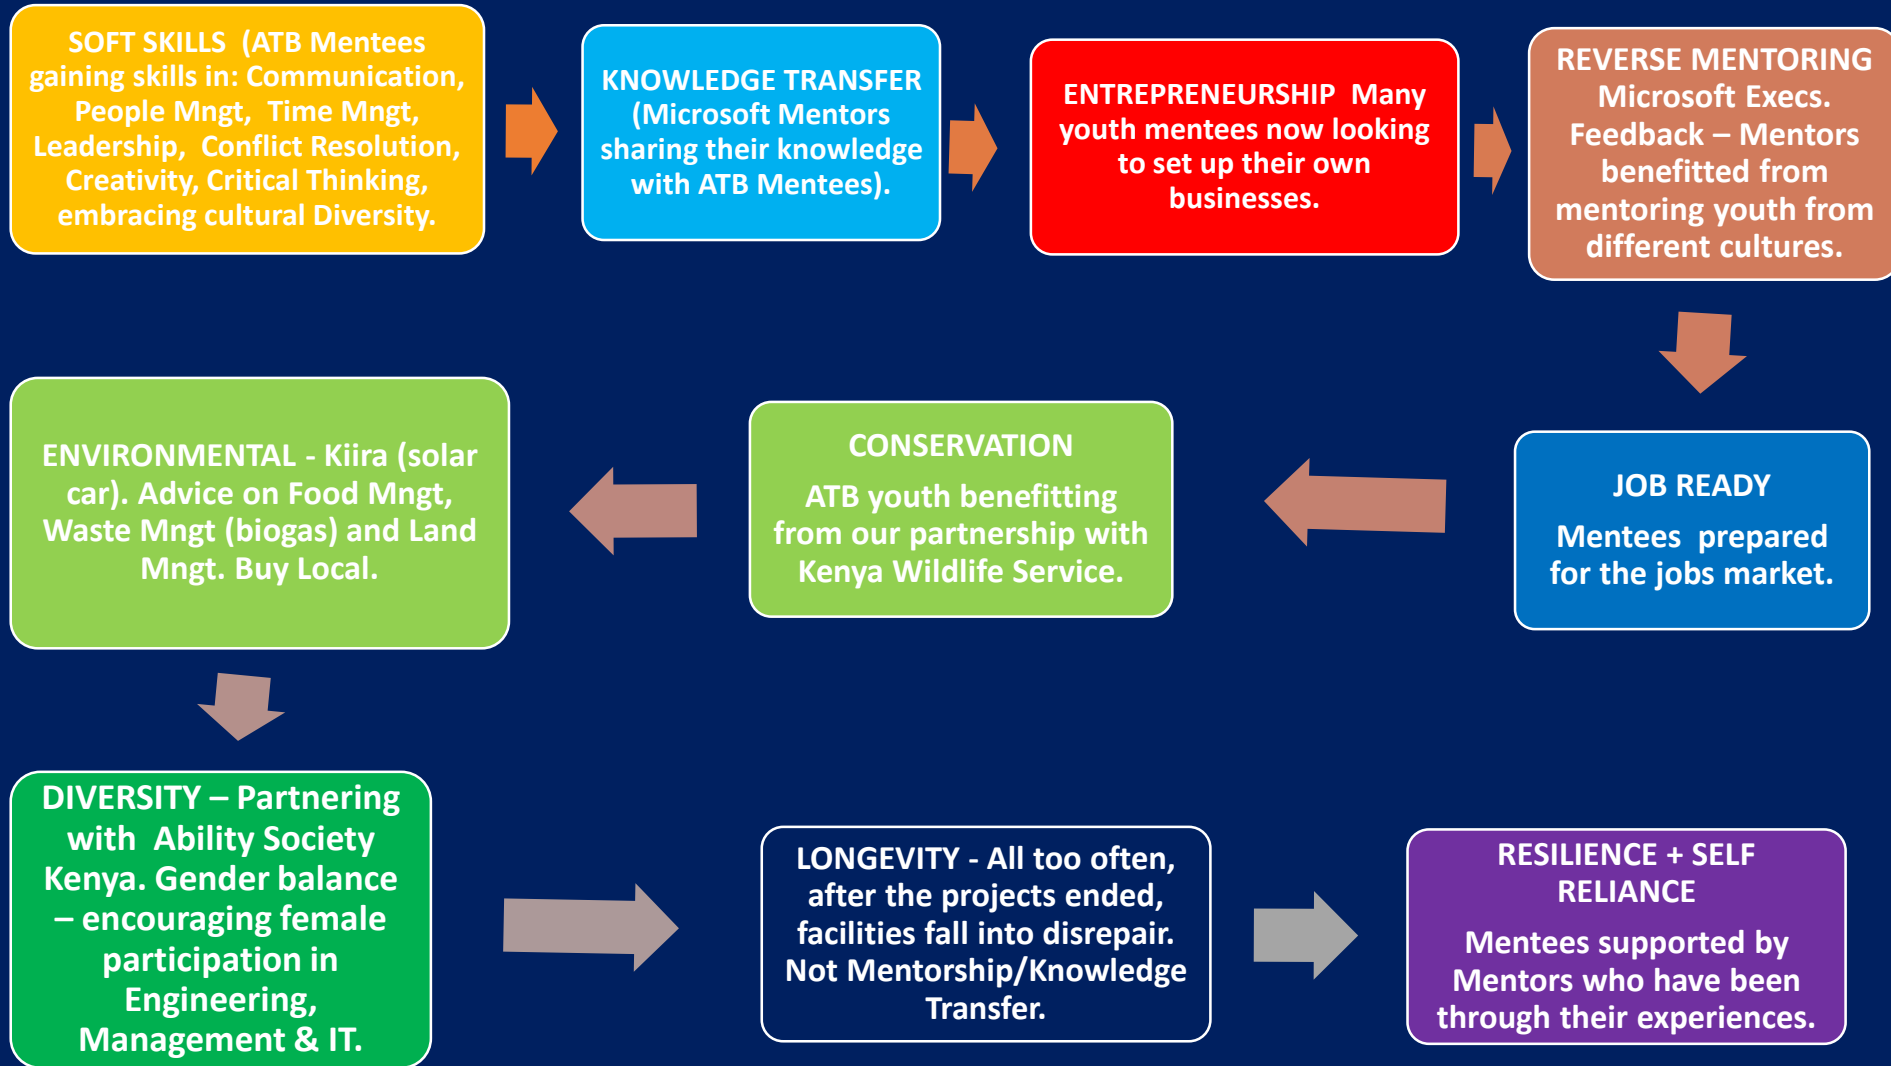 SOFT SKILLS (ATB Mentees
gaining skills in: Communication,
People Mngt, Time Mngt,
Leadership, Conflict Resolution,
Creativity, Critical Thinking,
embracing cultural Diversity.
KNOWLEDGE TRANSFER
(Microsoft Mentors
sharing their knowledge
with ATB Mentees).
ENTREPRENEURSHIP Many
youth mentees now looking
to set up their own
businesses.
REVERSE MENTORING
Microsoft Execs.
Feedback – Mentors
benefitted from
mentoring youth from
different cultures.
JOB READY
Mentees prepared
for the jobs market.
CONSERVATION
ATB youth benefitting
from our partnership with
Kenya Wildlife Service.
ENVIRONMENTAL - Kiira (solar
car). Advice on Food Mngt,
Waste Mngt (biogas) and Land
Mngt. Buy Local.
DIVERSITY – Partnering
with Ability Society
Kenya. Gender balance
– encouraging female
participation in
Engineering,
Management & IT.
LONGEVITY - All too often,
after the projects ended,
facilities fall into disrepair.
Not Mentorship/Knowledge
Transfer.
RESILIENCE + SELF
RELIANCE
Mentees supported by
Mentors who have been
through their experiences.